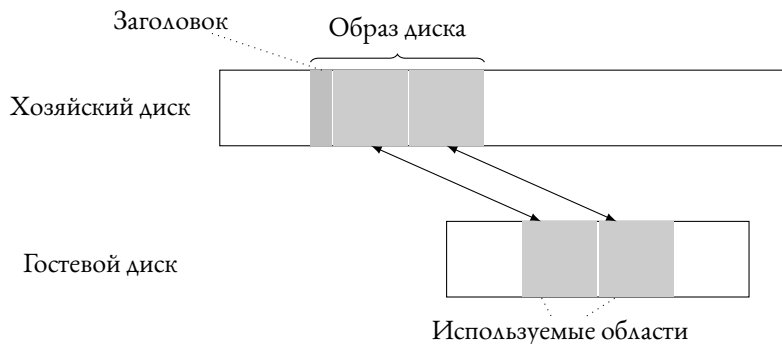 Заголовок
Образ диска
Хозяйский диск
Гостевой диск
Используемые области